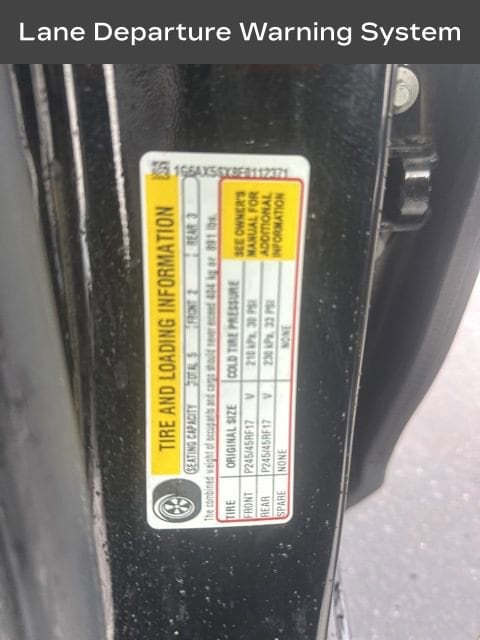 Lane Departure Warning System
1G6AX5SX8E0112371
TIRE AND LOADING INFORMATION
SEATING CAPACITY TOTAL 5 FRONT 2 REAR 3
The combined weight of occupants and cargo should never exceed 404 kg or 891 lbs.
TIRE ORIGINAL SIZE COLD TIRE PRESSURE
FRONT P245/45RF17 V 210 kPa, 30 PSI
REAR P245/45RF17 V 230 kPa, 33 PSI
SPARE NONE NONE
SEE OWNER'S
MANUAL FOR
ADDITIONAL
INFORMATION